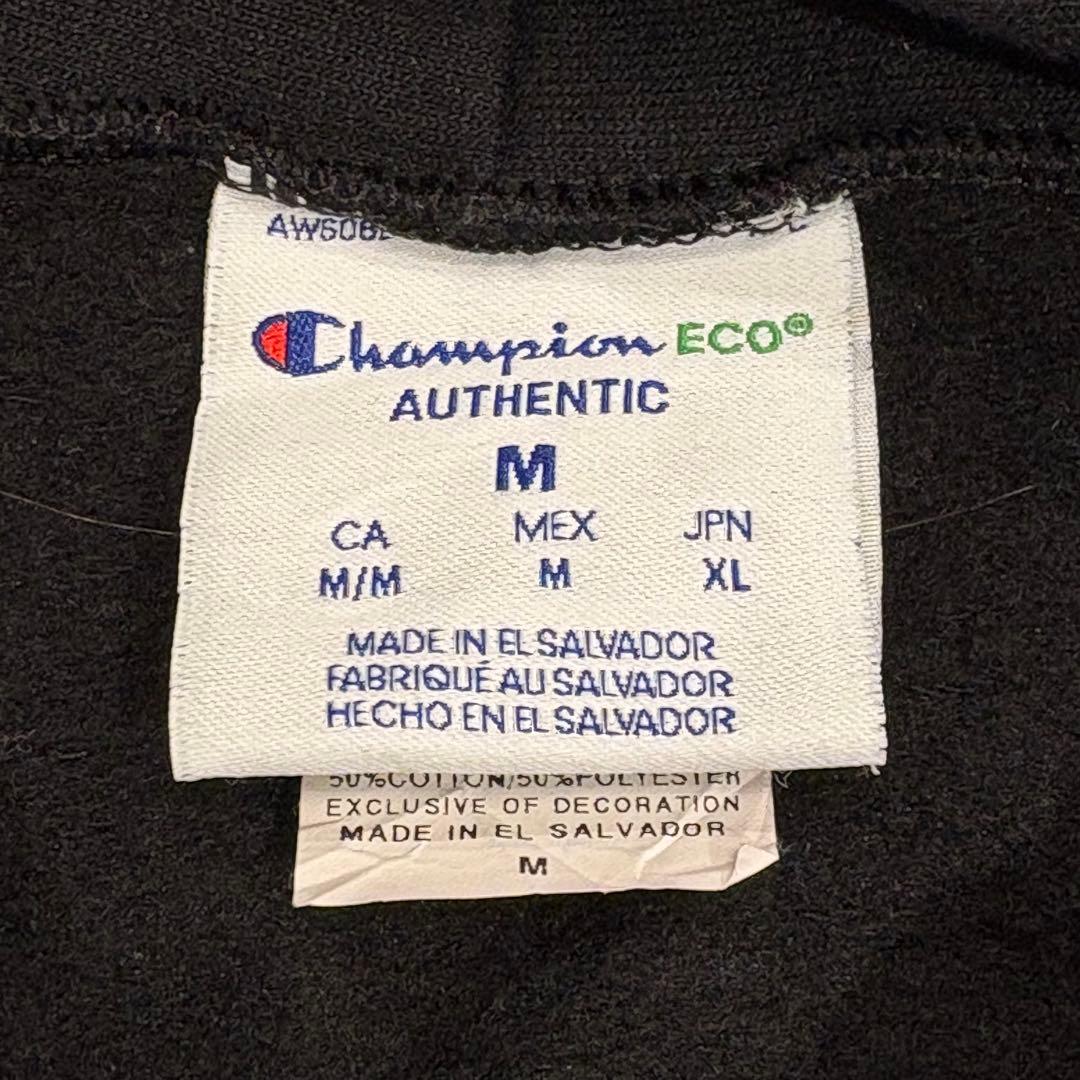 Champion ECO®
AUTHENTIC
M
CA MEX JPN
M/M M XL
MADE IN EL SALVADOR
FABRIQUÉ AU SALVADOR
HECHO EN EL SALVADOR
50%COTTON/50%POLYESTER
EXCLUSIVE OF DECORATION
MADE IN EL SALVADOR
M